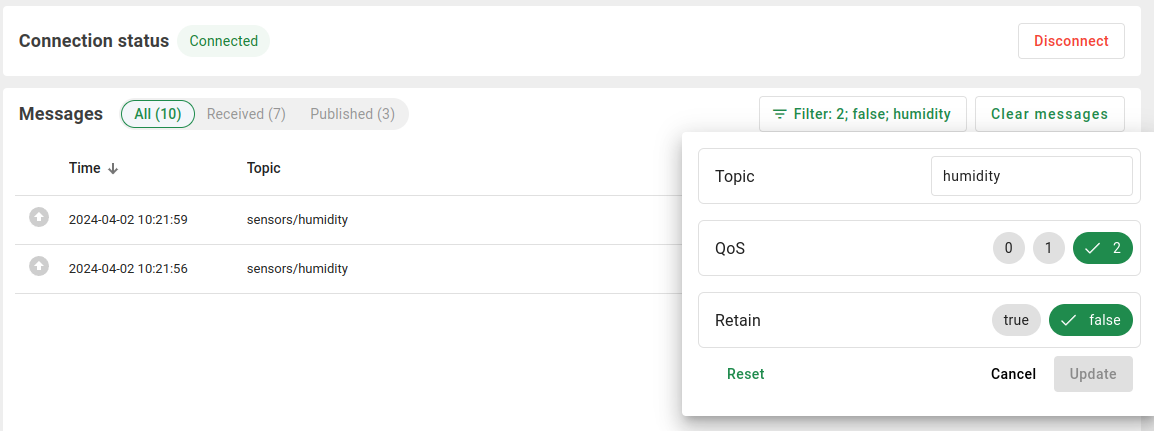 Connection status Connected Disconnect
Messages All (10) Received (7) Published (3) Filter: 2; false; humidity Clear messages
Time Topic
2024-04-02 10:21:59 sensors/humidity
2024-04-02 10:21:56 sensors/humidity
Topic humidity
QoS 0 1 2
Retain true false
Reset Cancel Update